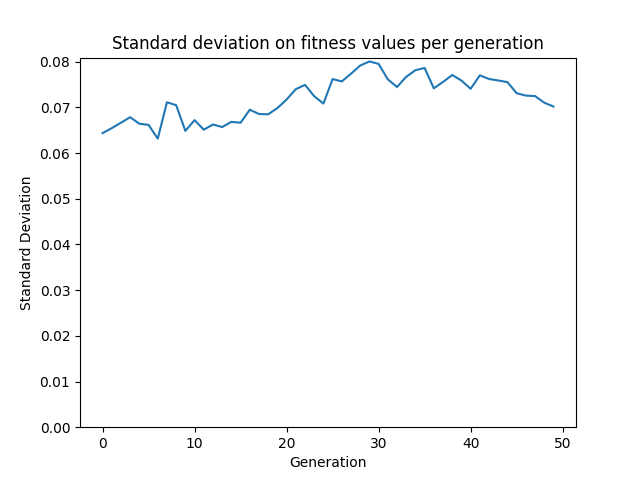 Standard deviation on fitness values per generation
0.08
0.07
0.06
0.05
0.04
0.03
0.02
0.01
0.00
Standard Deviation
0 10 20 30 40 50
Generation